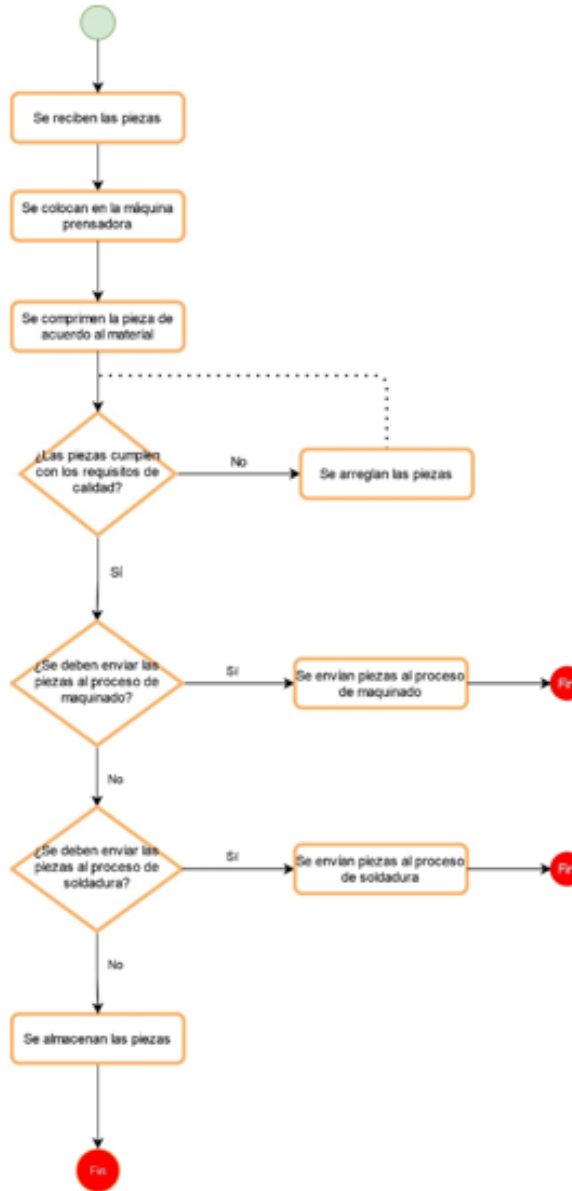 Se reciben las piezas
Se colocan en la máquina
prensadora
Se comprimen la pieza de
acuerdo al material
¿Las piezas cumplen
con los requisitos de
calidad?
No
Se arreglan las piezas
Sí
¿Se deben enviar las
piezas al proceso de
maquinado?
Sí
Se envían piezas al proceso
de maquinado
Fin
No
¿Se deben enviar las
piezas al proceso de
soldadura?
Sí
Se envían piezas al proceso
de soldadura
Fin
No
Se almacenan las piezas
Fin